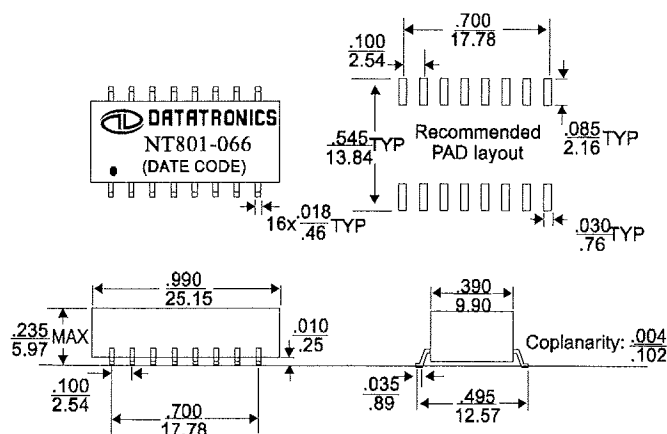 DATATRONICS
NT801-066
(DATE CODE)
16x .018/.46 TYP
.700
17.78
.100
2.54
.545/13.84 TYP
Recommended
PAD layout
.085/2.16 TYP
.030/.76 TYP
.990
25.15
.235/5.97 MAX
.010
.25
.100
2.54
.700
17.78
.390
9.90
Coplanarity: .004/.102
.035
.89
.495
12.57